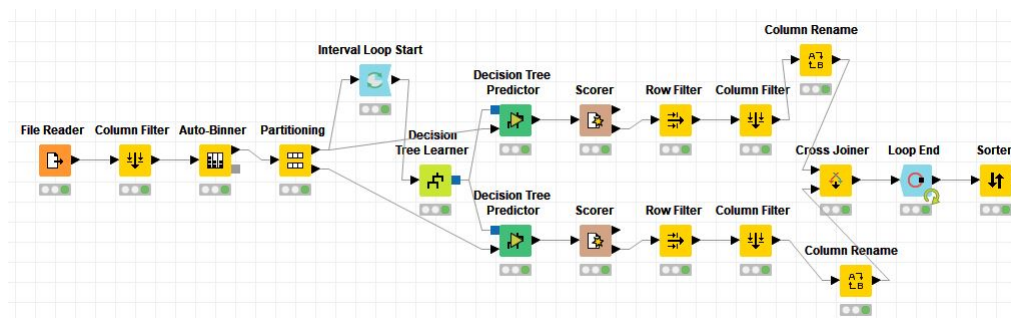 Column Rename
Interval Loop Start
Decision Tree
Predictor
Scorer
Row Filter
Column Filter
File Reader
Column Filter
Auto-Binner
Partitioning
Decision
Tree Learner
Cross Joiner
Loop End
Sorter
Decision Tree
Predictor
Scorer
Row Filter
Column Filter
Column Rename